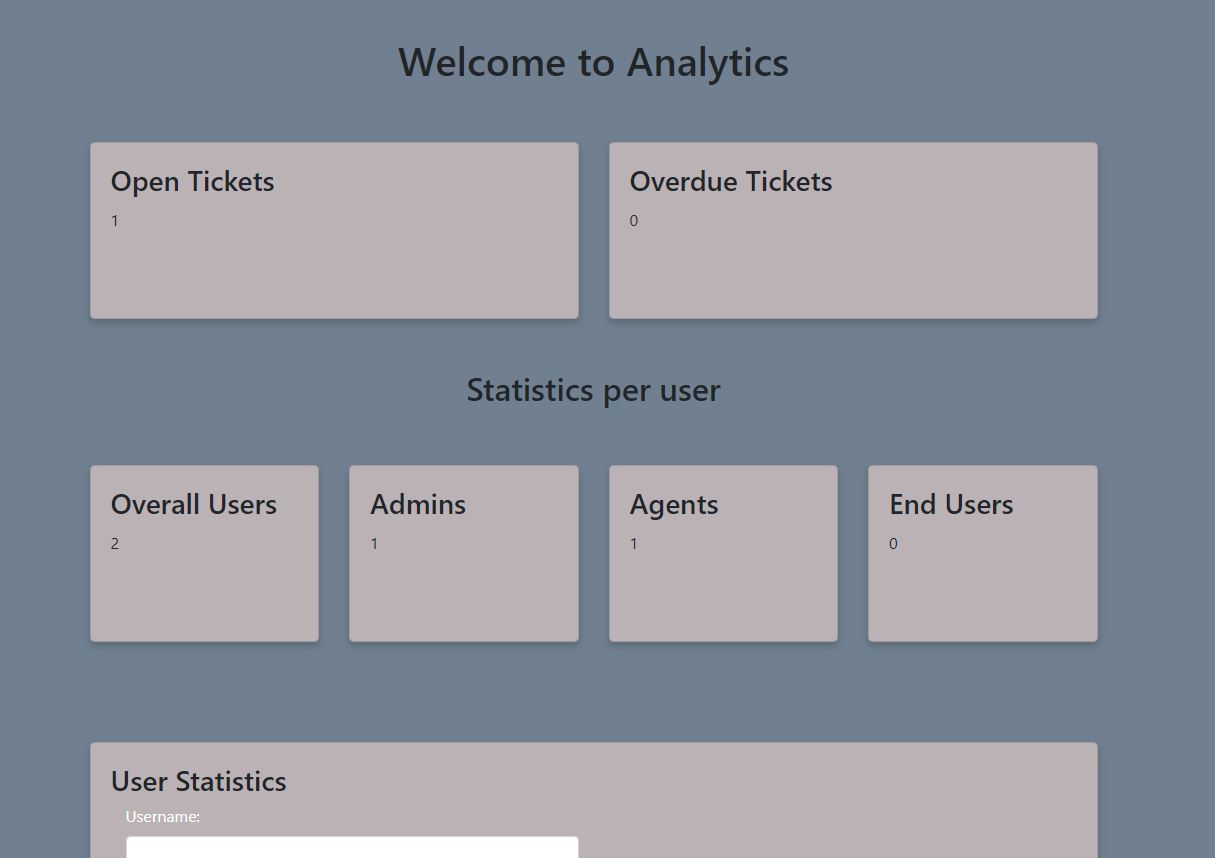 Welcome to Analytics
Open Tickets
1
Overdue Tickets
0
Statistics per user
Overall Users
2
Admins
1
Agents
1
End Users
0
User Statistics
Username: